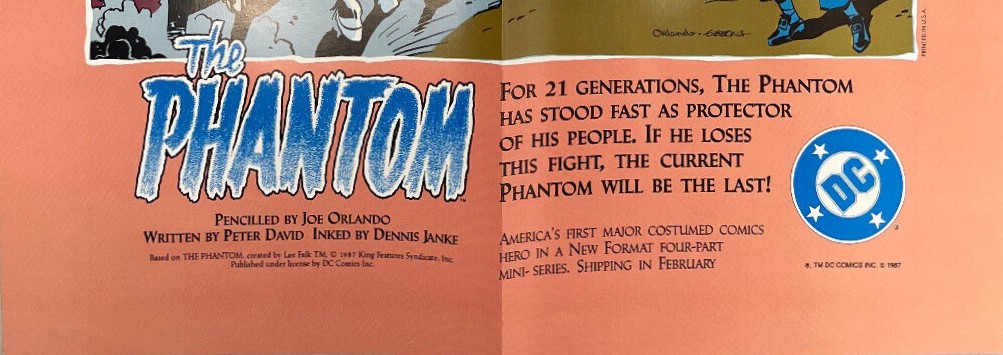 Orlando · Gibbons
PRINTED IN U.S.A.
The
PHANTOM
™
PENCILLED BY JOE ORLANDO
WRITTEN BY PETER DAVID INKED BY DENNIS JANKE
Based on THE PHANTOM, created by Lee Falk TM, © 1987 King Features Syndicate, Inc.
Published under license by DC Comics Inc.
FOR 21 GENERATIONS, THE PHANTOM
HAS STOOD FAST AS PROTECTOR
OF HIS PEOPLE. IF HE LOSES
THIS FIGHT, THE CURRENT
PHANTOM WILL BE THE LAST!
AMERICA'S FIRST MAJOR COSTUMED COMICS
HERO IN A NEW FORMAT FOUR-PART
MINI-SERIES. SHIPPING IN FEBRUARY
DC
®
®, TM DC COMICS INC. © 1987